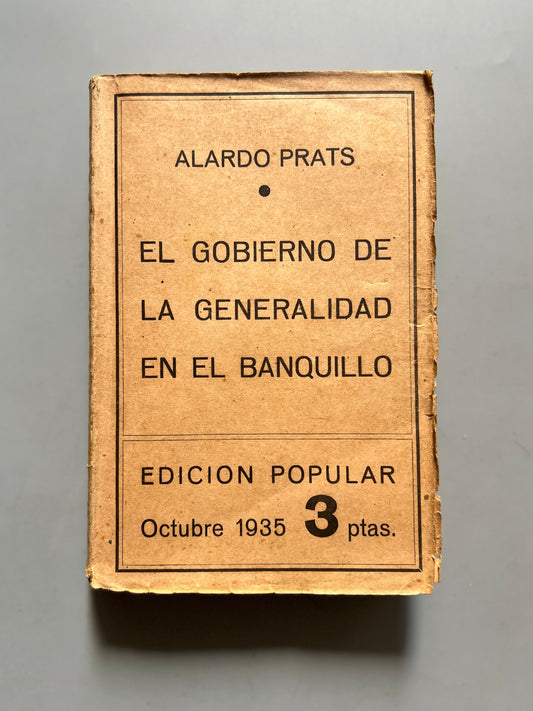 ALARDO PRATS
EL GOBIERNO DE
LA GENERALIDAD
EN EL BANQUILLO
EDICION POPULAR
Octubre 1935 3 ptas.